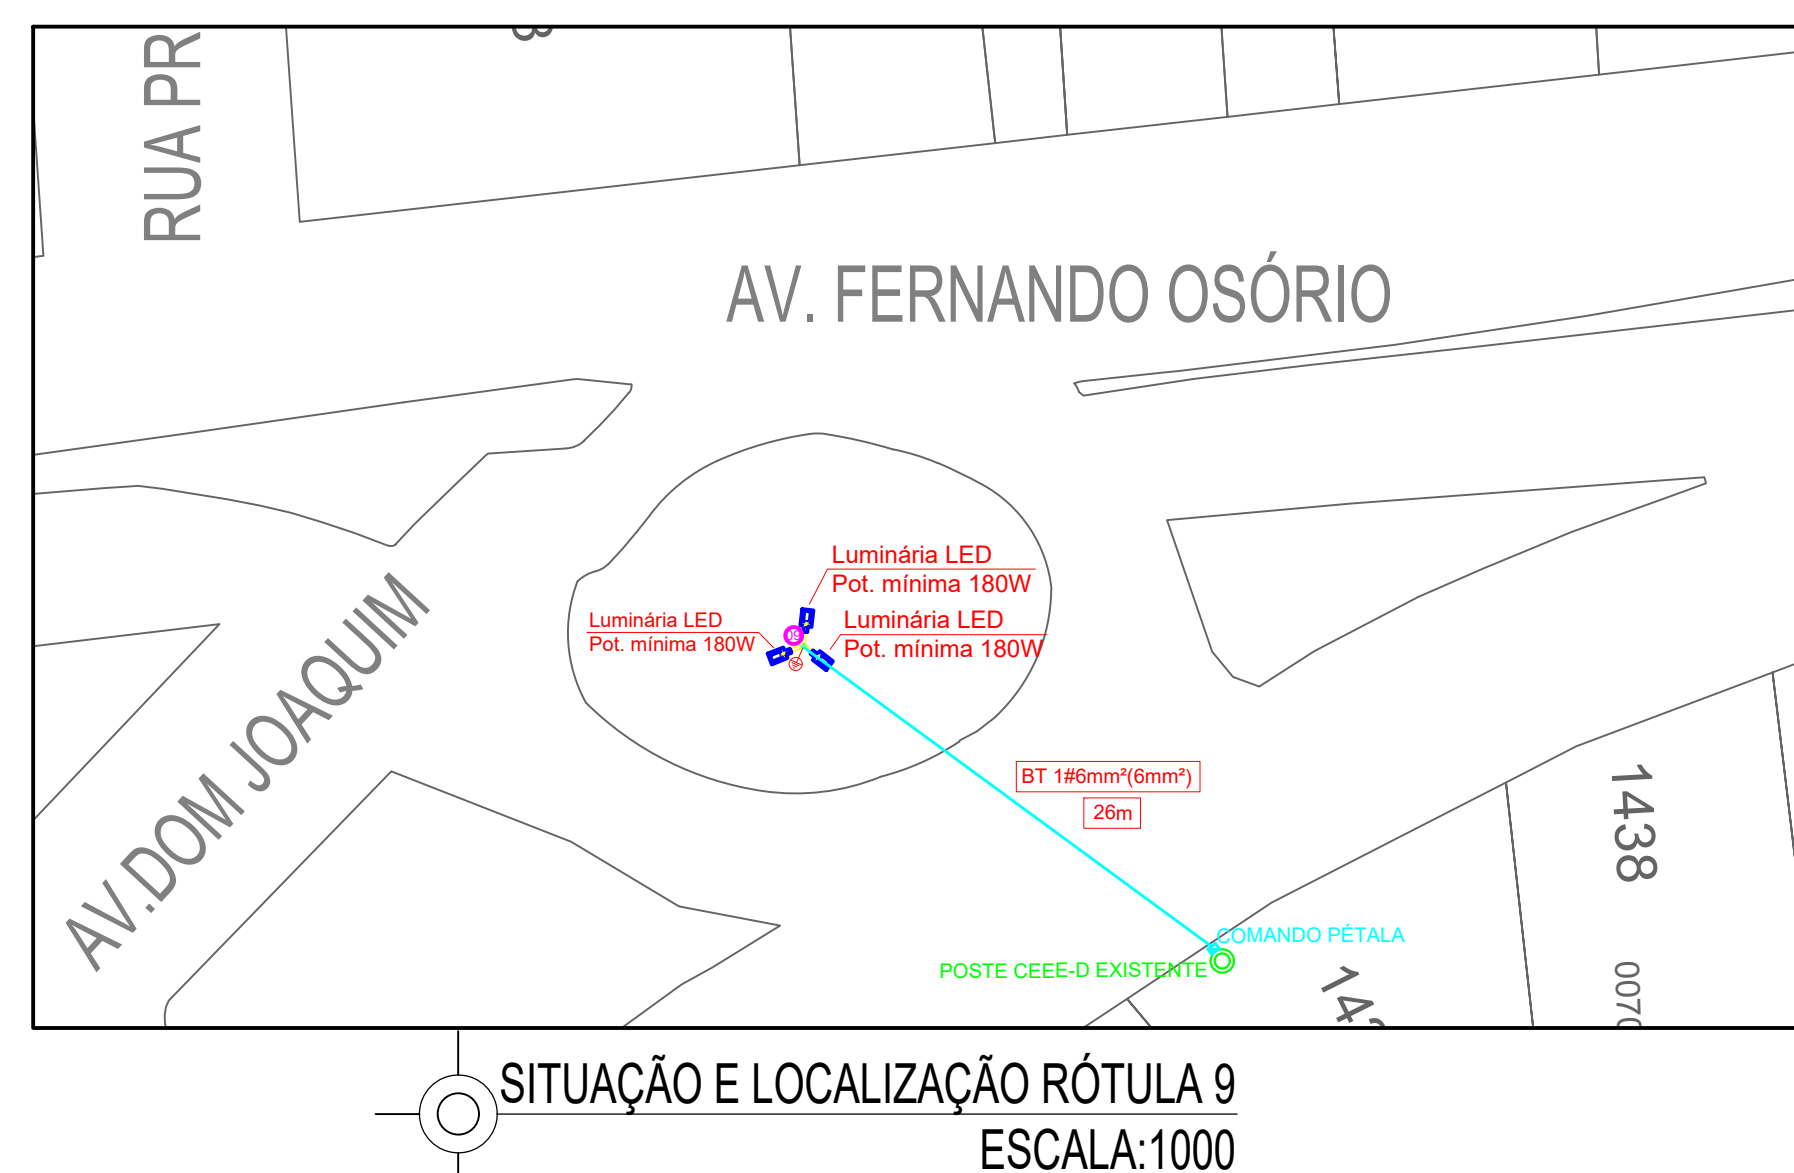 RUA PR
AV. FERNANDO OSÓRIO
Luminária LED
Pot. mínima 180W
Luminária LED
Pot. mínima 180W
Luminária LED
Pot. mínima 180W
09
AV.DOM JOAQUIM
BT 1#6mm²(6mm²)
26m
1438
COMANDO PÉTALA
POSTE CEEE-D EXISTENTE
0070
SITUAÇÃO E LOCALIZAÇÃO RÓTULA 9
ESCALA:1000